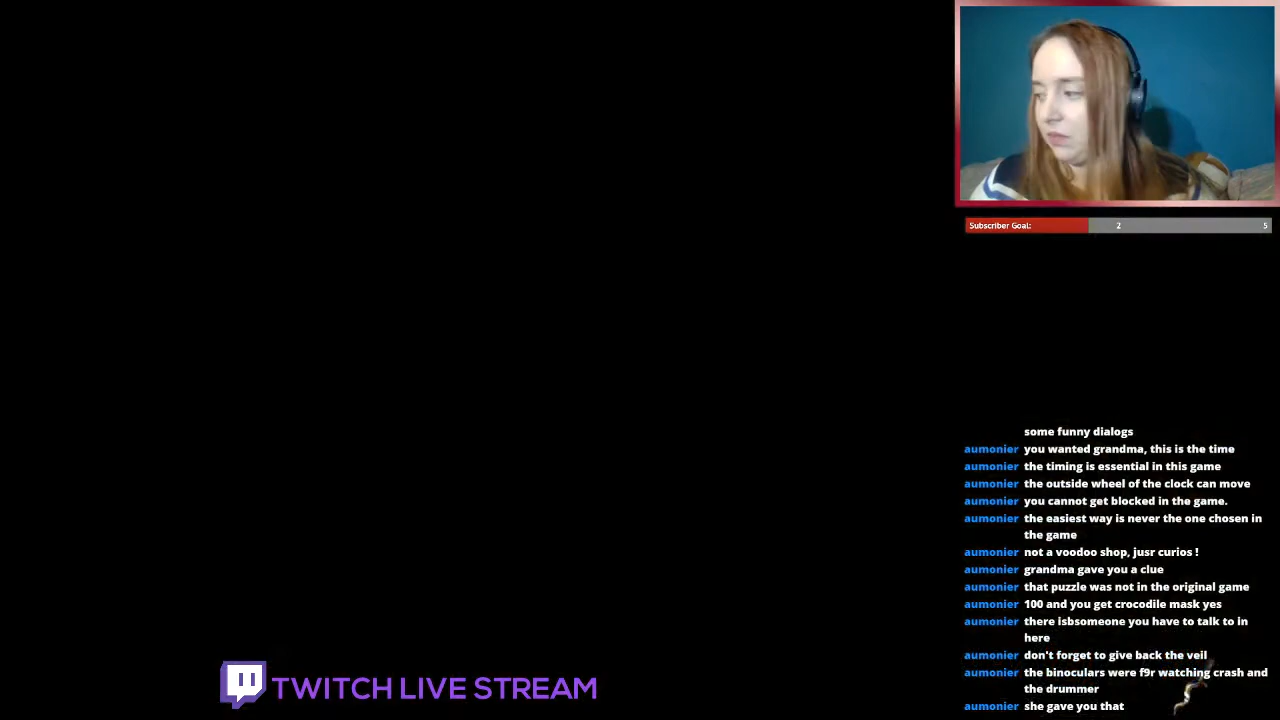 Subscriber Goal: 2 5
some funny dialogs
aumonier you wanted grandma, this is the time
aumonier the timing is essential in this game
aumonier the outside wheel of the clock can move
aumonier you cannot get blocked in the game.
aumonier the easiest way is never the one chosen in
the game
aumonier not a voodoo shop, jusr curios !
aumonier grandma gave you a clue
aumonier that puzzle was not in the original game
aumonier 100 and you get crocodile mask yes
aumonier there isbsomeone you have to talk to in
here
aumonier don't forget to give back the veil
aumonier the binoculars were f9r watching crash and
the drummer
aumonier she gave you that
TWITCH LIVE STREAM